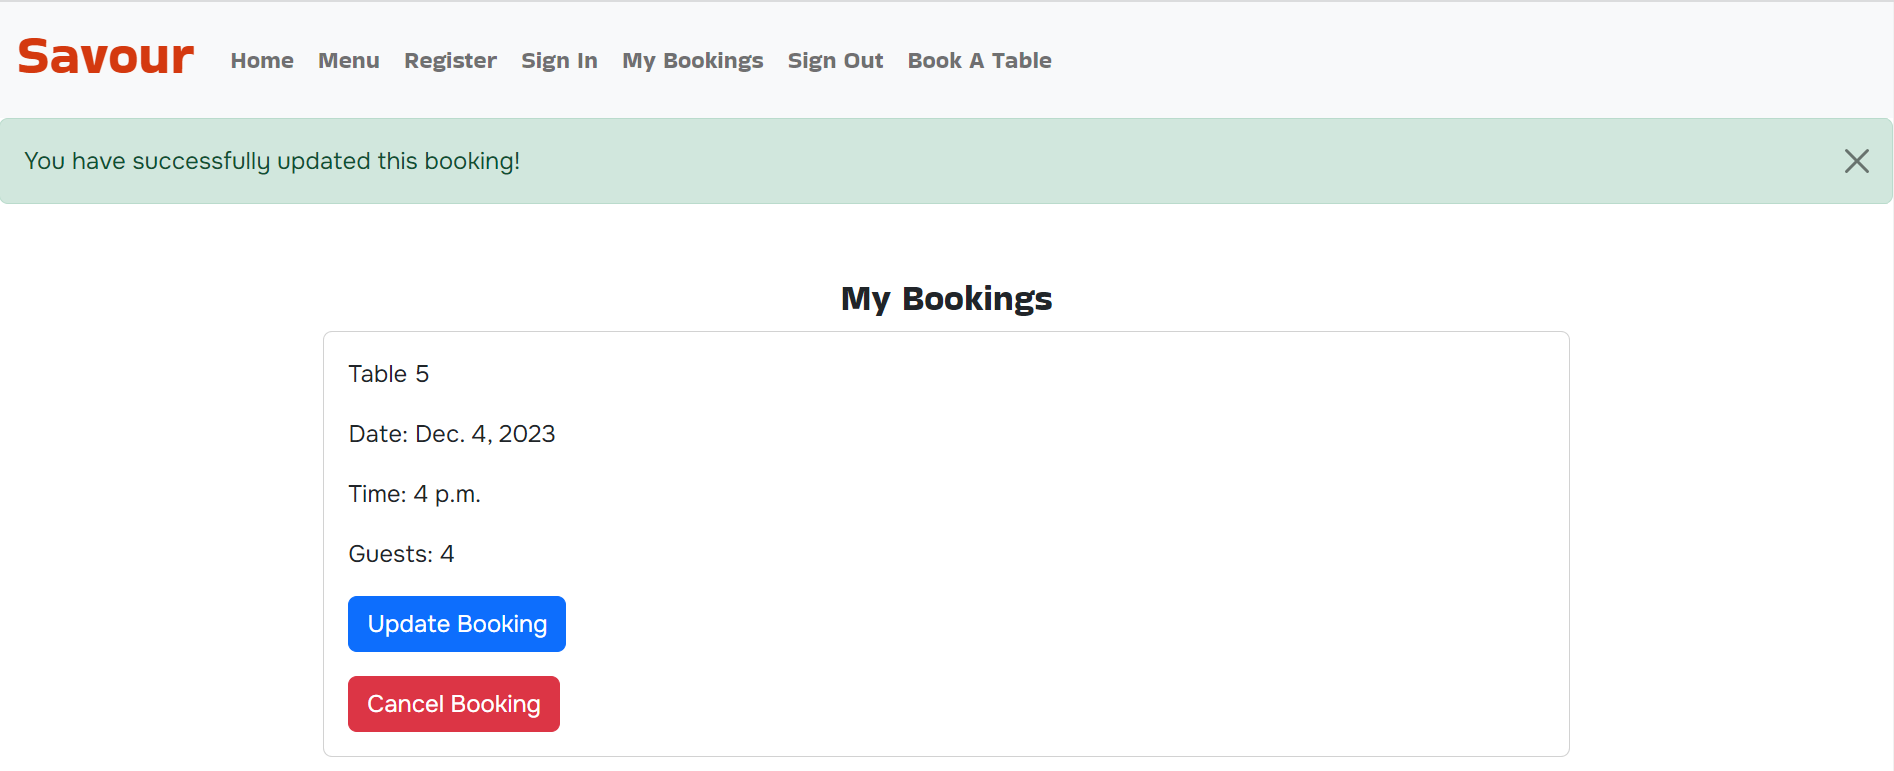 Savour Home Menu Register Sign In My Bookings Sign Out Book A Table
You have successfully updated this booking!
My Bookings
Table 5
Date: Dec. 4, 2023
Time: 4 p.m.
Guests: 4
Update Booking
Cancel Booking